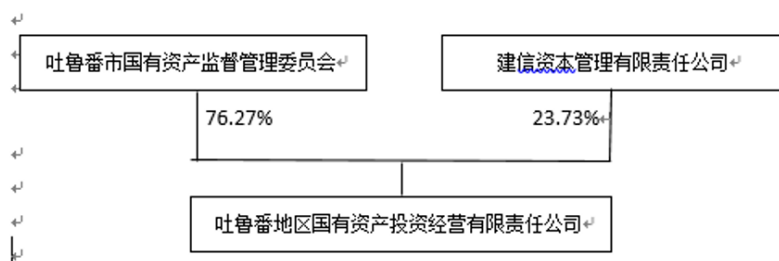 吐鲁番市国有资产监督管理委员会
建信资本管理有限责任公司
76.27%
23.73%
吐鲁番地区国有资产投资经营有限责任公司